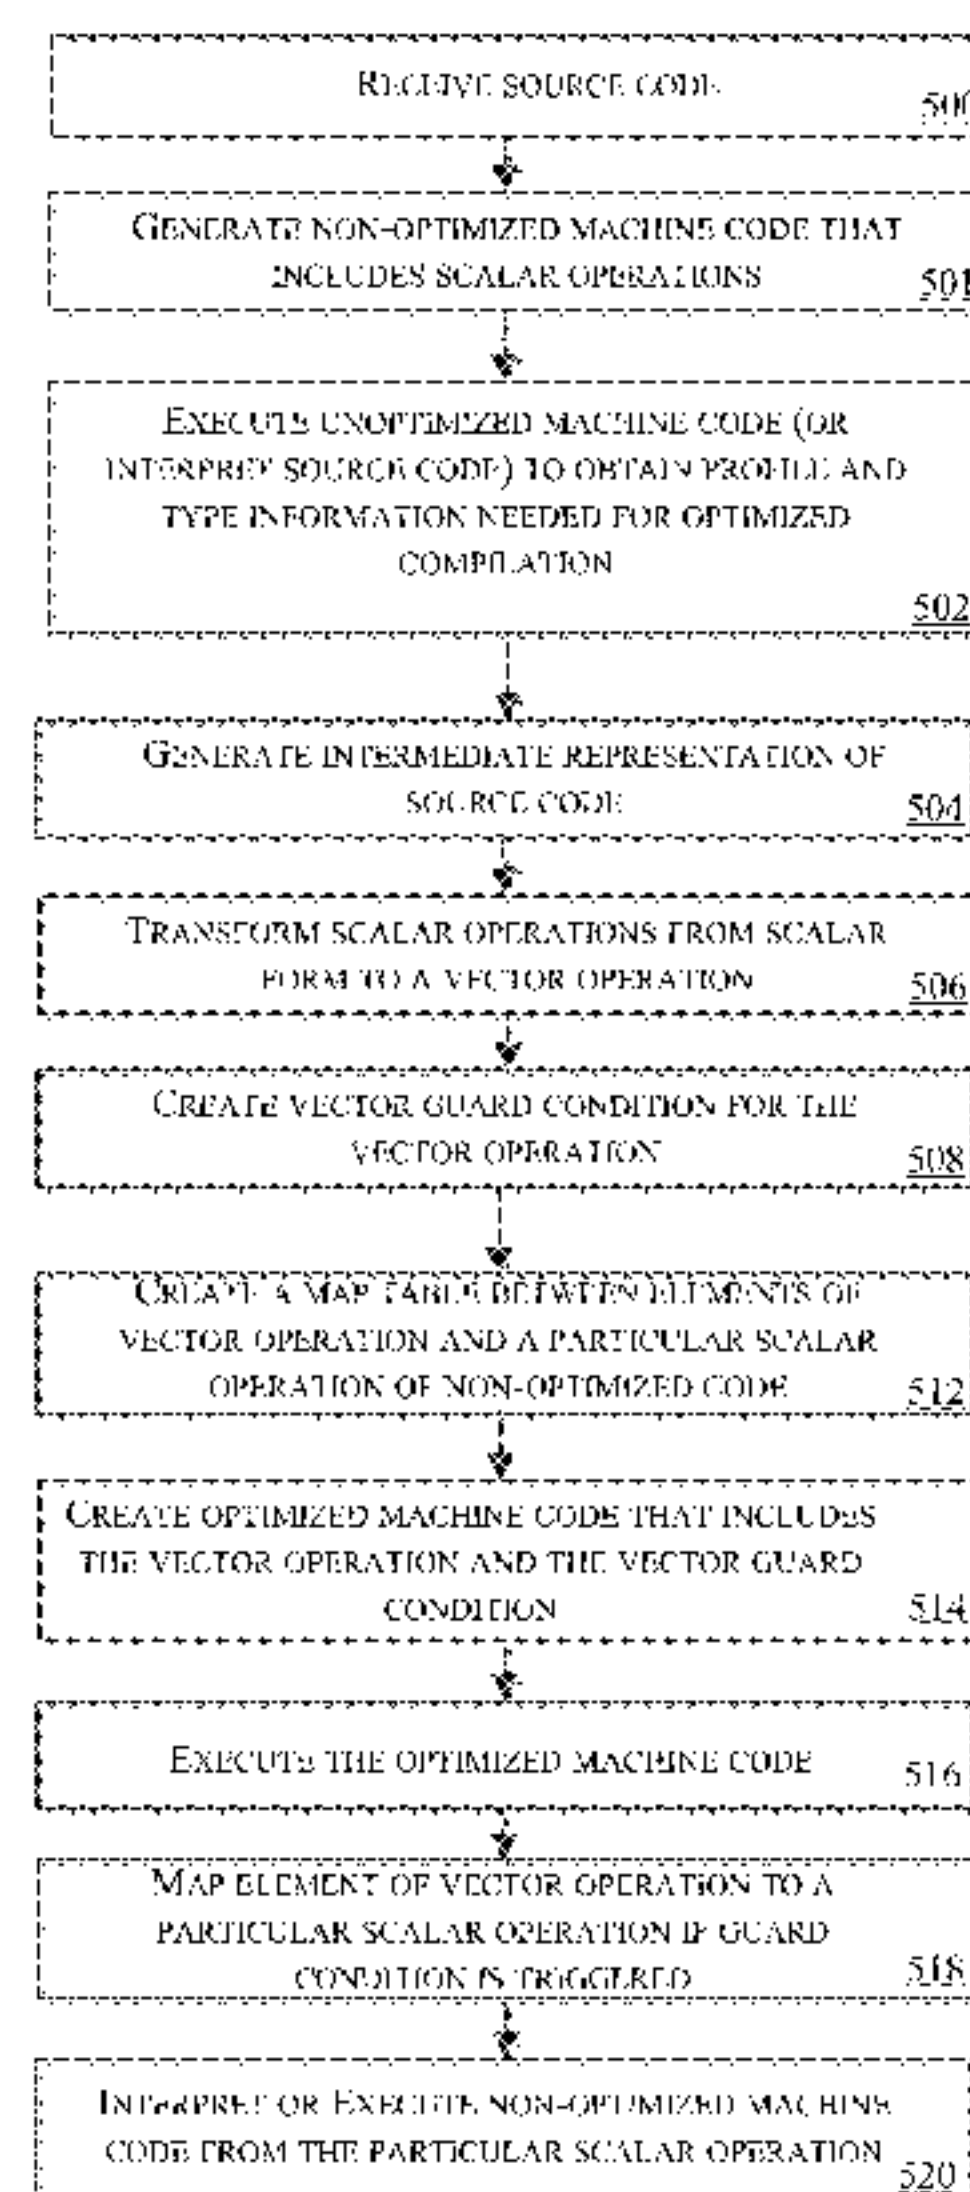 RECEIVE SOURCE CODE
500
GENERATE NON-OPTIMIZED MACHINE CODE THAT
INCLUDES SCALAR OPERATIONS
501
EXECUTE UNOPTIMIZED MACHINE CODE (OR
INTERPRET SOURCE CODE) TO OBTAIN PROFILE AND
TYPE INFORMATION NEEDED FOR OPTIMIZED
COMPILATION
502
GENERATE INTERMEDIATE REPRESENTATION OF
SOURCE CODE
504
TRANSFORM SCALAR OPERATIONS FROM SCALAR
FORM TO A VECTOR OPERATION
506
CREATE VECTOR GUARD CONDITION FOR THE
VECTOR OPERATION
508
CREATE A MAP TABLE BETWEEN ELEMENTS OF
VECTOR OPERATION AND A PARTICULAR SCALAR
OPERATION OF NON-OPTIMIZED CODE
512
CREATE OPTIMIZED MACHINE CODE THAT INCLUDES
THE VECTOR OPERATION AND THE VECTOR GUARD
CONDITION
514
EXECUTE THE OPTIMIZED MACHINE CODE
516
MAP ELEMENT OF VECTOR OPERATION TO A
PARTICULAR SCALAR OPERATION IF GUARD
CONDITION IS TRIGGERED
518
INTERPRET OR EXECUTE NON-OPTIMIZED MACHINE
CODE FROM THE PARTICULAR SCALAR OPERATION
520